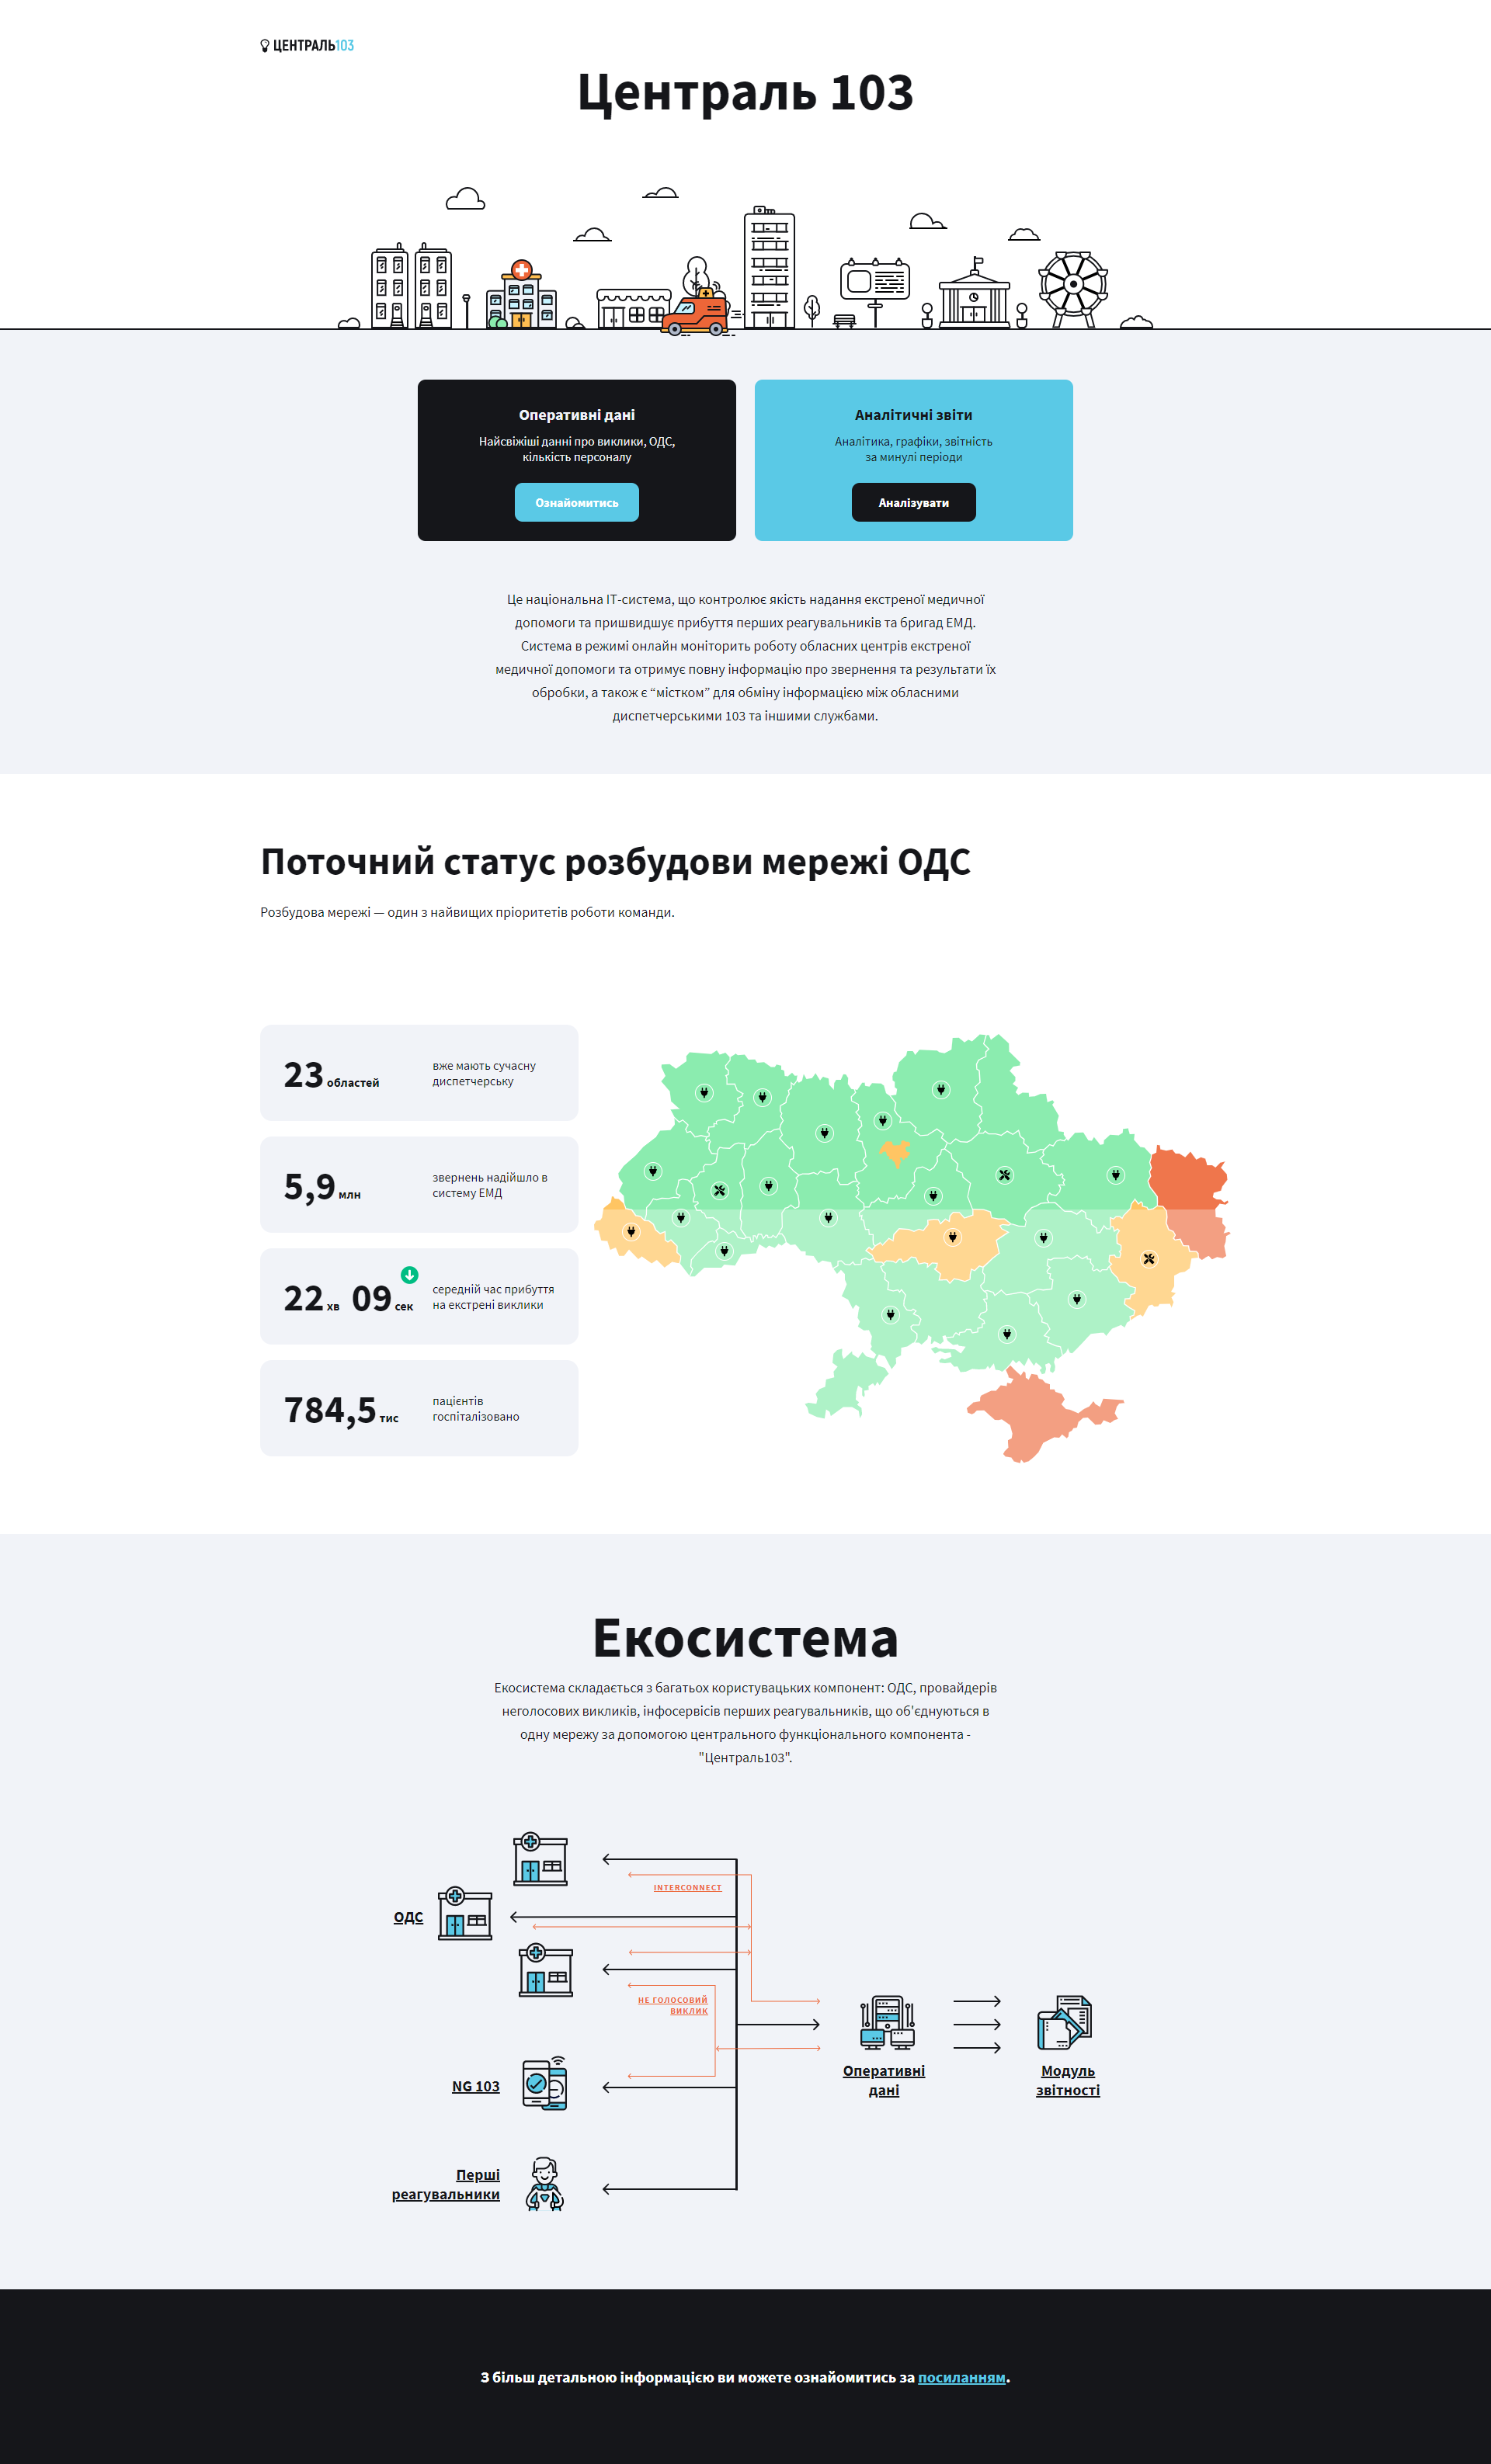 ЦЕНТРАЛЬ103
Централь 103
Оперативні дані
Найсвіжіші данні про виклики, ОДС,
кількість персоналу
Ознайомитись
Аналітичні звіти
Аналітика, графіки, звітність
за минулі періоди
Аналізувати
Це національна ІТ-система, що контролює якість надання екстреної медичної
допомоги та пришвидшує прибуття перших реагувальників та бригад ЕМД.
Система в режимі онлайн моніторить роботу обласних центрів екстреної
медичної допомоги та отримує повну інформацію про звернення та результати їх
обробки, а також є “містком” для обміну інформацією між обласними
диспетчерськими 103 та іншими службами.
Поточний статус розбудови мережі ОДС
Розбудова мережі — один з найвищих пріоритетів роботи команди.
23 областей
вже мають сучасну
диспетчерську
5,9 млн
звернень надійшло в
систему ЕМД
22 хв 09 сек
середній час прибуття
на екстрені виклики
784,5 тис
пацієнтів
госпіталізовано
Екосистема
Екосистема складається з багатьох користувацьких компонент: ОДС, провайдерів
неголосових викликів, інфосервісів перших реагувальників, що об'єднуються в
одну мережу за допомогою центрального функціонального компонента -
"Централь103".
INTERCONNECT
ОДС
НЕ ГОЛОСОВИЙ
ВИКЛИК
Оперативні
дані
Модуль
звітності
NG 103
Перші
реагувальники
З більш детальною інформацією ви можете ознайомитись за посиланням.